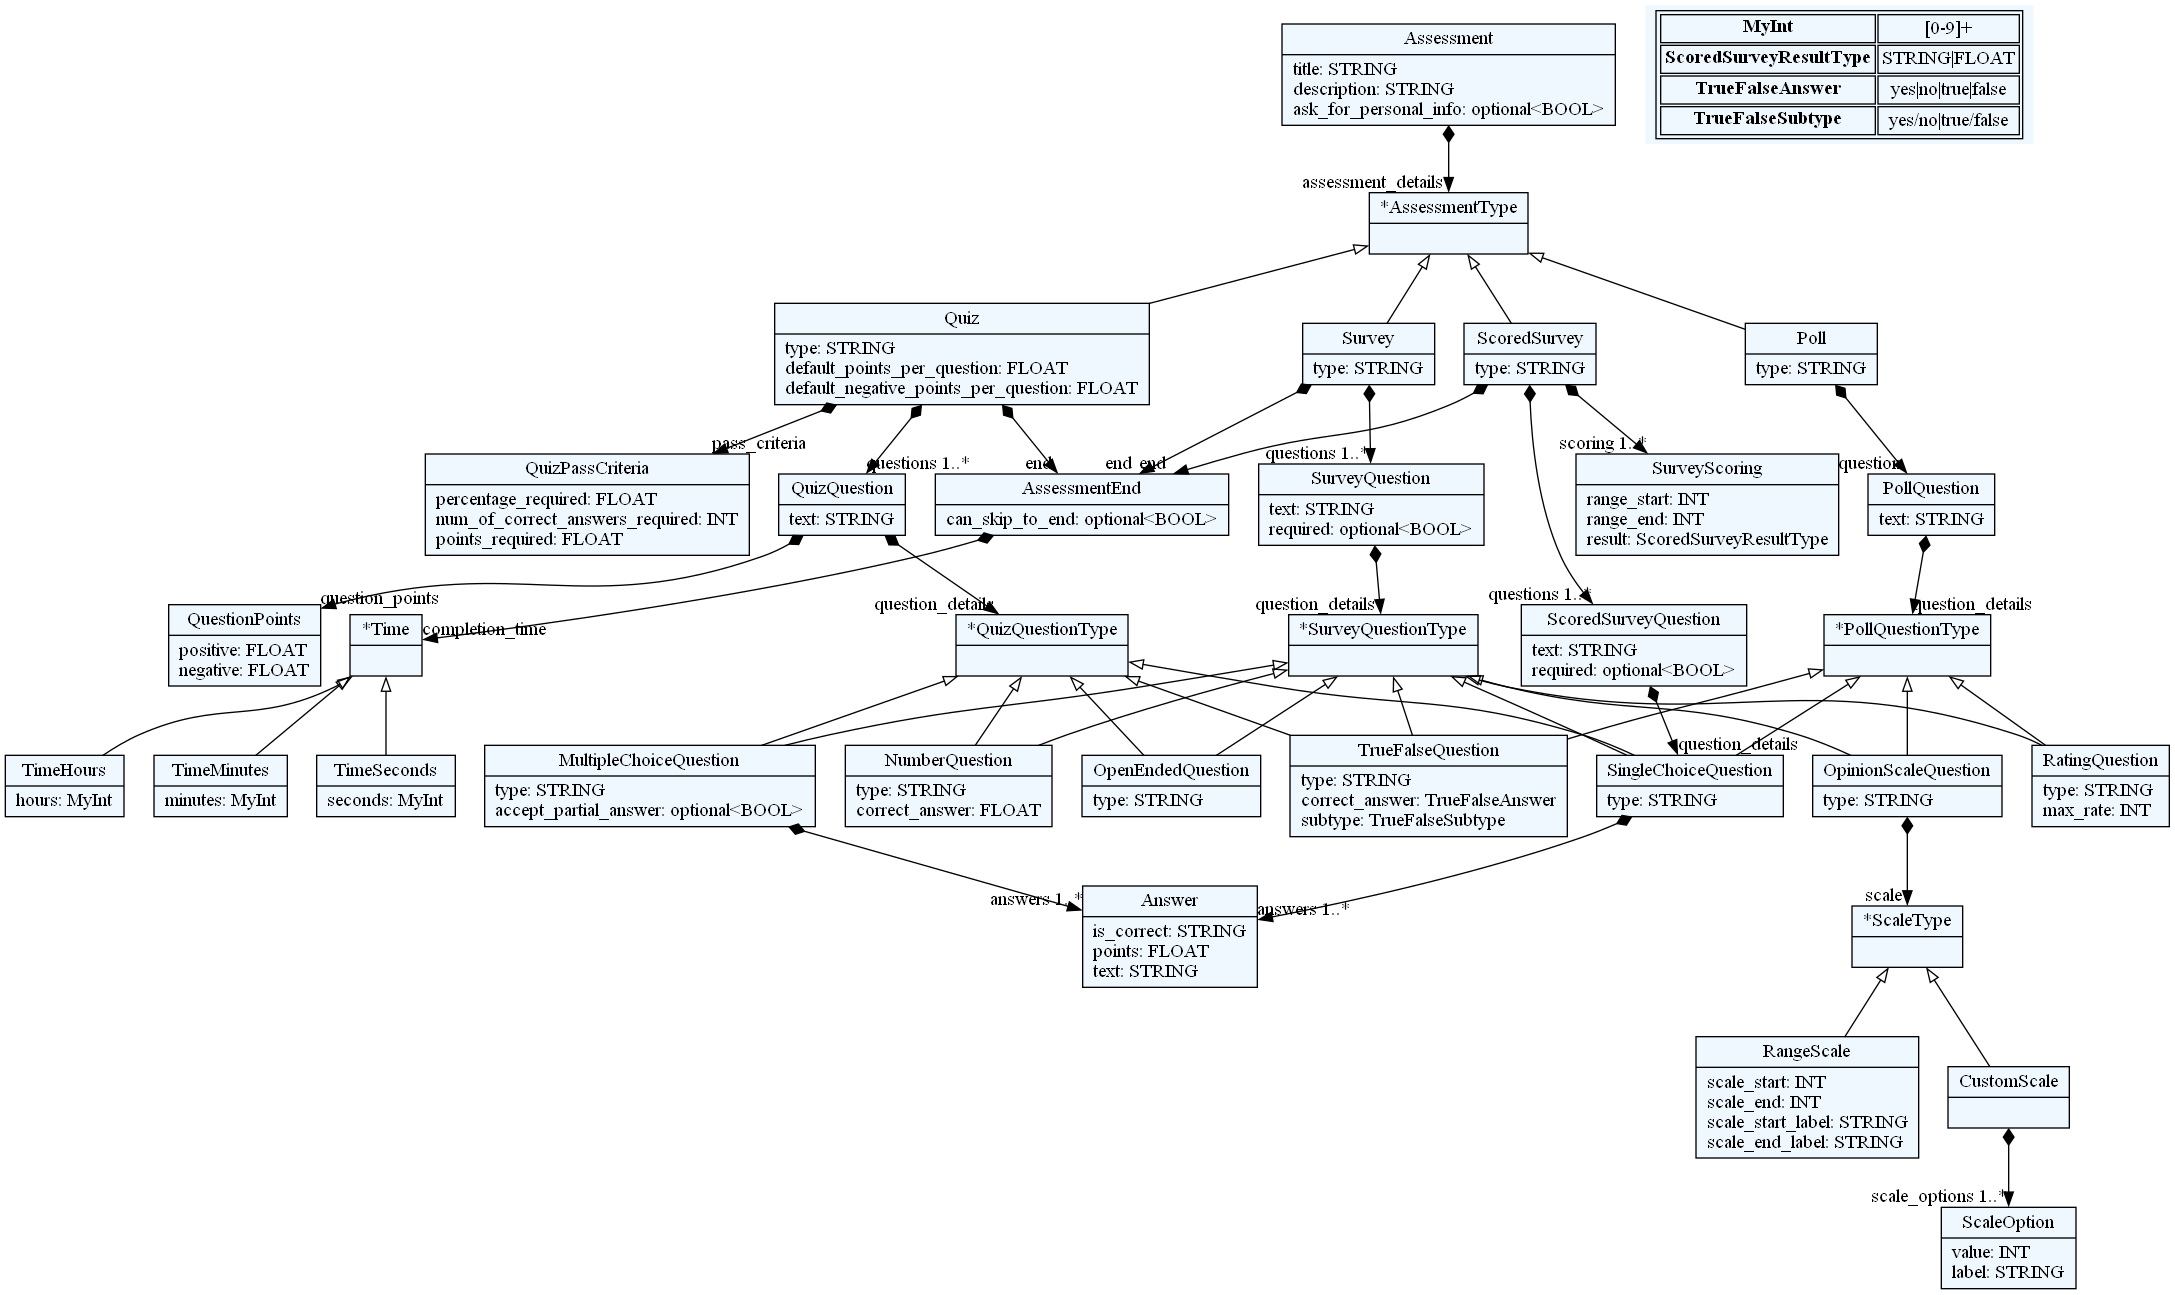 Assessment
title: STRING
description: STRING
ask_for_personal_info: optional<BOOL>
MyInt [0-9]+
ScoredSurveyResultType STRING|FLOAT
TrueFalseAnswer yes|no|true|false
TrueFalseSubtype yes/no|true/false
assessment_details
*AssessmentType
Quiz
type: STRING
default_points_per_question: FLOAT
default_negative_points_per_question: FLOAT
Survey
type: STRING
ScoredSurvey
type: STRING
Poll
type: STRING
pass_criteria
questions 1..*
end
end
end
questions 1..*
scoring 1..*
question
QuizPassCriteria
percentage_required: FLOAT
num_of_correct_answers_required: INT
points_required: FLOAT
QuizQuestion
text: STRING
AssessmentEnd
can_skip_to_end: optional<BOOL>
SurveyQuestion
text: STRING
required: optional<BOOL>
SurveyScoring
range_start: INT
range_end: INT
result: ScoredSurveyResultType
PollQuestion
text: STRING
question_points
completion_time
question_details
question_details
questions 1..*
question_details
QuestionPoints
positive: FLOAT
negative: FLOAT
*Time
*QuizQuestionType
*SurveyQuestionType
ScoredSurveyQuestion
text: STRING
required: optional<BOOL>
*PollQuestionType
question_details
TimeHours
hours: MyInt
TimeMinutes
minutes: MyInt
TimeSeconds
seconds: MyInt
MultipleChoiceQuestion
type: STRING
accept_partial_answer: optional<BOOL>
NumberQuestion
type: STRING
correct_answer: FLOAT
OpenEndedQuestion
type: STRING
TrueFalseQuestion
type: STRING
correct_answer: TrueFalseAnswer
subtype: TrueFalseSubtype
SingleChoiceQuestion
type: STRING
OpinionScaleQuestion
type: STRING
RatingQuestion
type: STRING
max_rate: INT
answers 1..*
answers 1..*
scale
Answer
is_correct: STRING
points: FLOAT
text: STRING
*ScaleType
RangeScale
scale_start: INT
scale_end: INT
scale_start_label: STRING
scale_end_label: STRING
CustomScale
scale_options 1..*
ScaleOption
value: INT
label: STRING